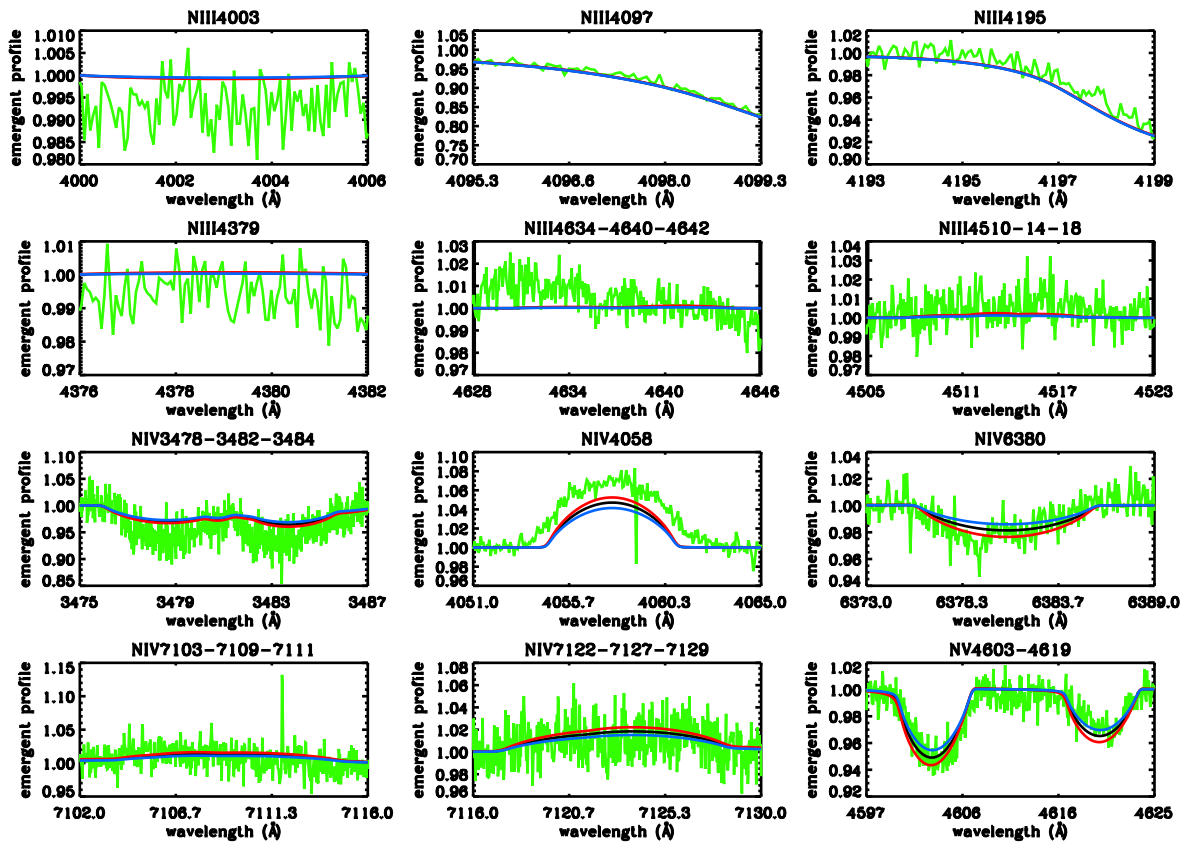 NIII4003
NIII4097
NIII4195
emergent profile
1.010
1.005
1.000
0.995
0.990
0.985
0.980
4000 4002 4004 4006
wavelength (Å)
emergent profile
1.05
1.00
0.95
0.90
0.85
0.80
0.75
0.70
4095.3 4096.6 4098.0 4099.3
wavelength (Å)
emergent profile
1.02
1.00
0.98
0.96
0.94
0.92
0.90
4193 4195 4197 4199
wavelength (Å)
NIII4379
NIII4634-4640-4642
NIII4510-14-18
emergent profile
1.01
1.00
0.99
0.98
0.97
4376 4378 4380 4382
wavelength (Å)
emergent profile
1.03
1.02
1.01
1.00
0.99
0.98
0.97
4628 4634 4640 4646
wavelength (Å)
emergent profile
1.04
1.03
1.02
1.01
1.00
0.99
0.98
0.97
4505 4511 4517 4523
wavelength (Å)
NIV3478-3482-3484
NIV4058
NIV6380
emergent profile
1.10
1.05
1.00
0.95
0.90
0.85
3475 3479 3483 3487
wavelength (Å)
emergent profile
1.10
1.08
1.06
1.04
1.02
1.00
0.98
0.96
4051.0 4055.7 4060.3 4065.0
wavelength (Å)
emergent profile
1.04
1.02
1.00
0.98
0.96
0.94
6373.0 6378.3 6383.7 6389.0
wavelength (Å)
NIV7103-7109-7111
NIV7122-7127-7129
NV4603-4619
emergent profile
1.15
1.10
1.05
1.00
0.95
7102.0 7106.7 7111.3 7116.0
wavelength (Å)
emergent profile
1.08
1.06
1.04
1.02
1.00
0.98
0.96
7116.0 7120.7 7125.3 7130.0
wavelength (Å)
emergent profile
1.02
1.00
0.98
0.96
0.94
0.92
4597 4606 4616 4625
wavelength (Å)